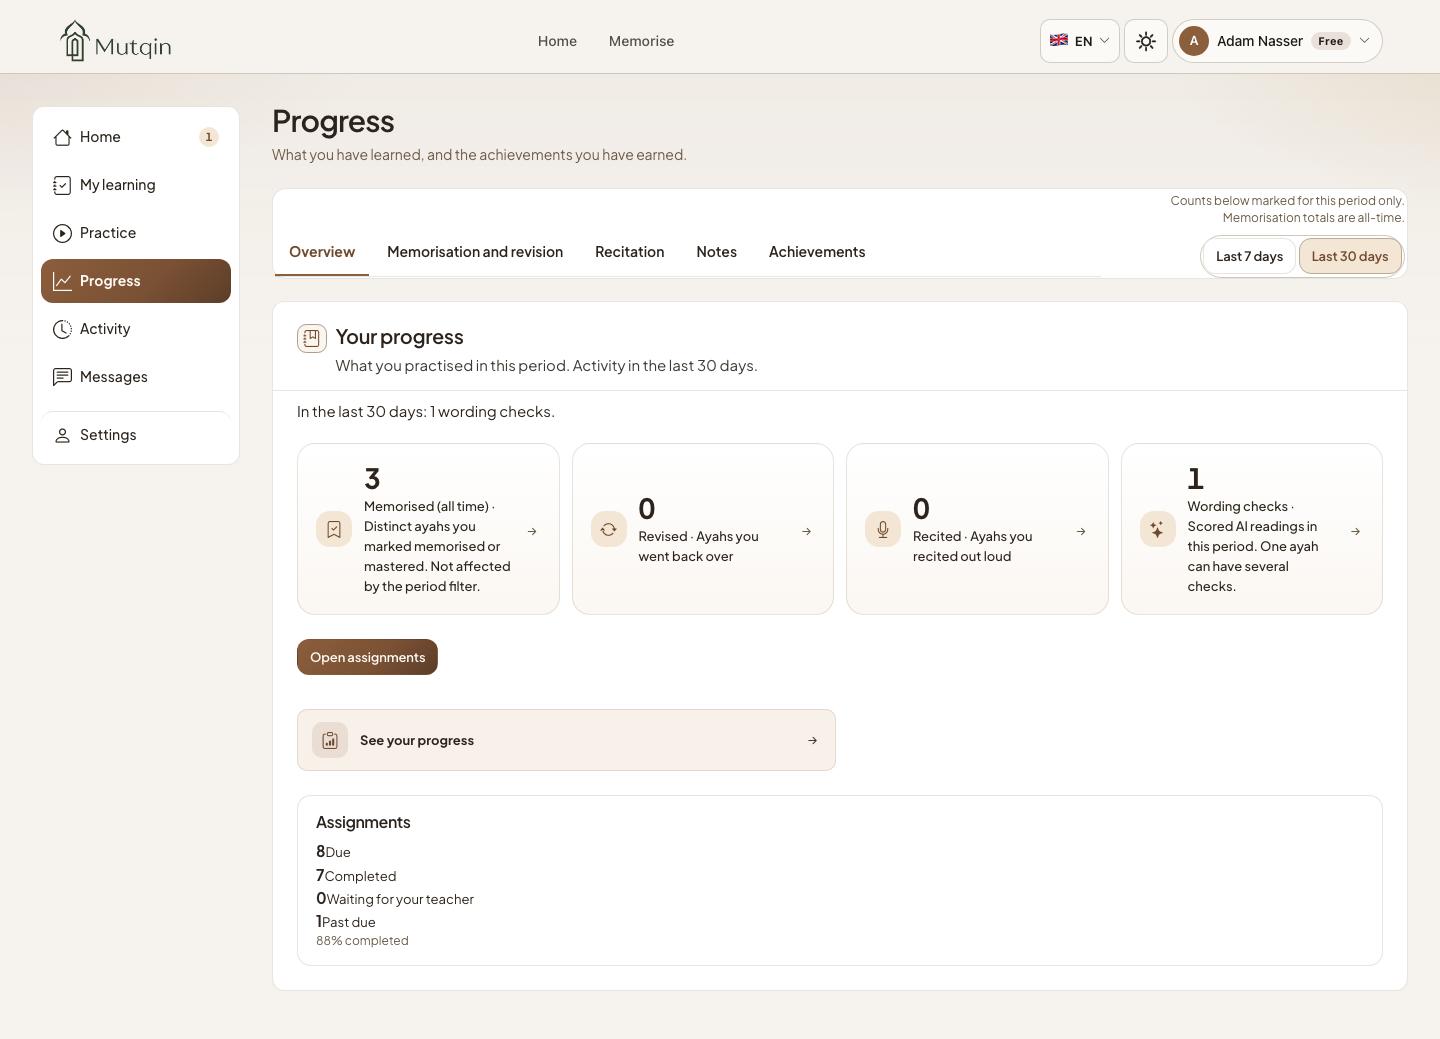 Mutqin
Home
Memorise
EN
A
Adam Nasser
Free
Home
1
My learning
Practice
Progress
Activity
Messages
Settings
Progress
What you have learned, and the achievements you have earned.
Counts below marked for this period only.
Memorisation totals are all-time.
Overview
Memorisation and revision
Recitation
Notes
Achievements
Last 7 days
Last 30 days
Your progress
What you practised in this period. Activity in the last 30 days.
In the last 30 days: 1 wording checks.
3
Memorised (all time) ·
Distinct ayahs you
marked memorised or
mastered. Not affected
by the period filter.
→
0
Revised · Ayahs you
went back over
→
0
Recited · Ayahs you
recited out loud
→
1
Wording checks ·
Scored AI readings in
this period. One ayah
can have several
checks.
→
Open assignments
See your progress
→
Assignments
8Due
7Completed
0Waiting for your teacher
1Past due
88% completed